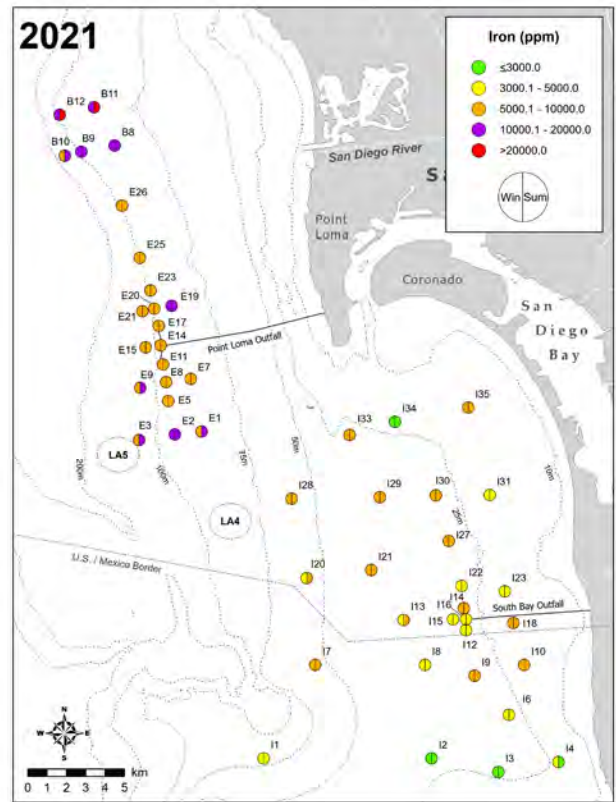 2021
Iron (ppm)
≤3000.0
3000.1 - 5000.0
5000.1 - 10000.0
10000.1 - 20000.0
>20000.0
Win Sum
B12
B11
B10
B9
B8
San Diego River
Point
Loma
Coronado
San
Diego
Bay
E26
E25
E23
E20
E19
E21
E17
E14
E15
Point Loma Outfall
E11
E9
E8
E7
E5
E3
E2
E1
LA5
LA4
200m
100m
75m
50m
25m
10m
I35
I34
I33
I28
I29
I30
I31
I27
U.S. / Mexico Border
I20
I21
I22
I23
I14
I16
South Bay Outfall
I13
I15
I18
I12
I7
I8
I9
I10
I6
I1
I2
I3
I4
N
W E
S
0 1 2 3 4 5
km